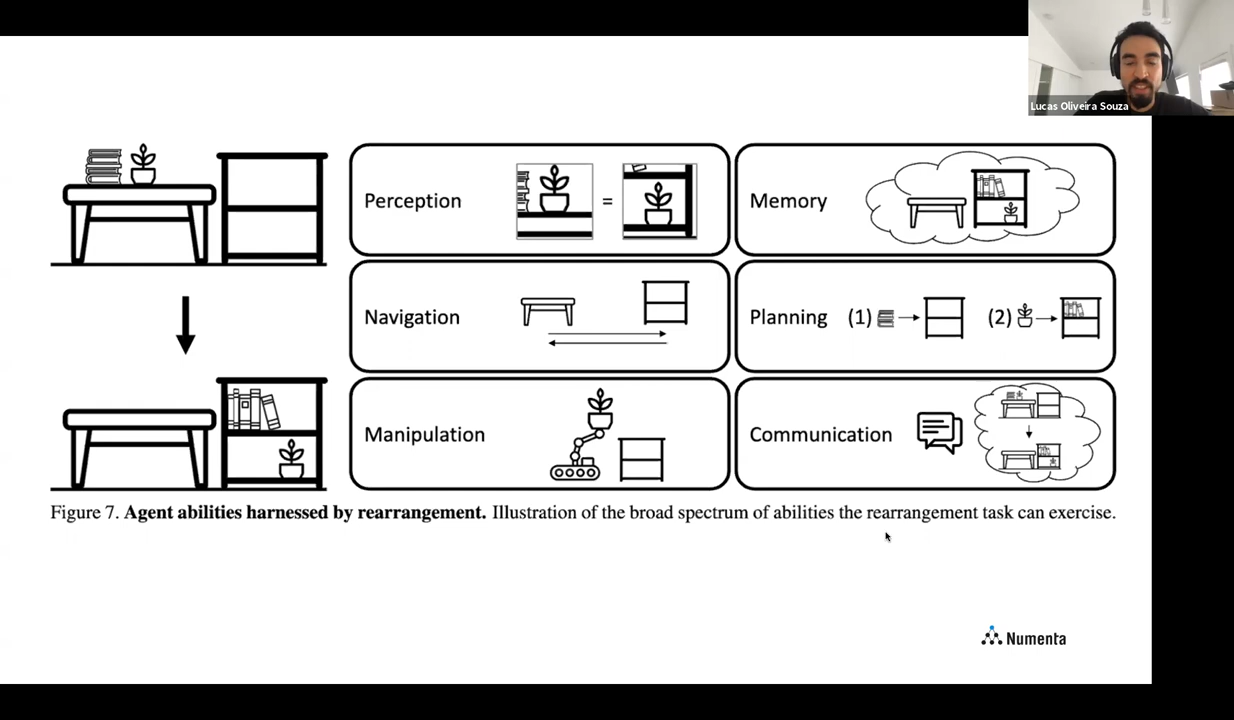 Lucas Oliveira Souza
Perception
=
Memory
Navigation
Planning (1) (2)
Manipulation
Communication
Figure 7. Agent abilities harnessed by rearrangement. Illustration of the broad spectrum of abilities the rearrangement task can exercise.
Numenta